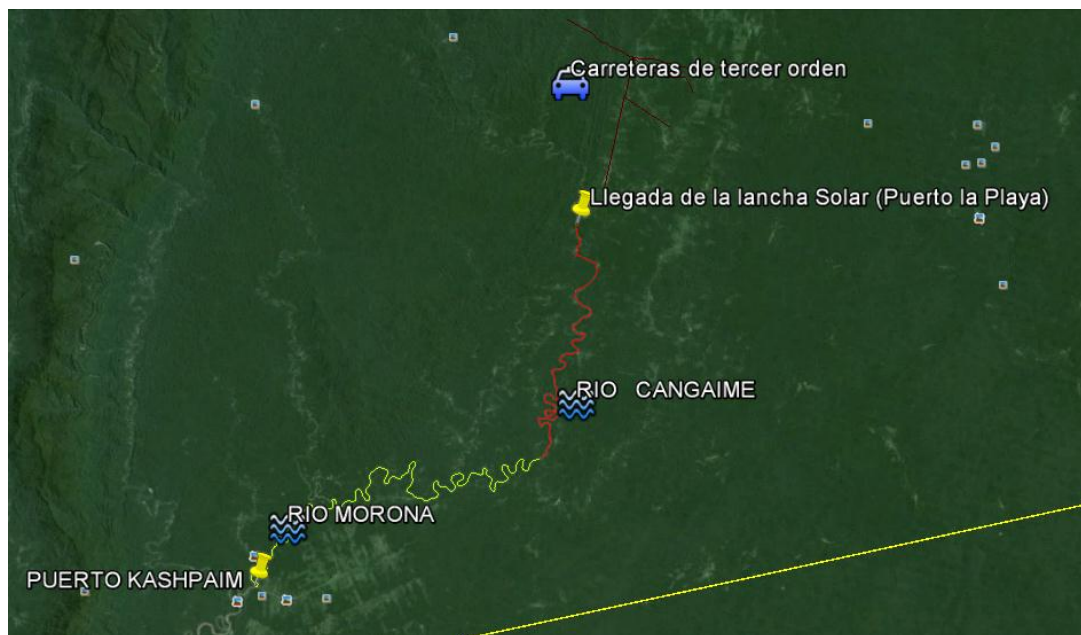 Carreteras de tercer orden
Llegada de la lancha Solar (Puerto la Playa)
RIO CANGAIME
RIO MORONA
PUERTO KASHPAIM